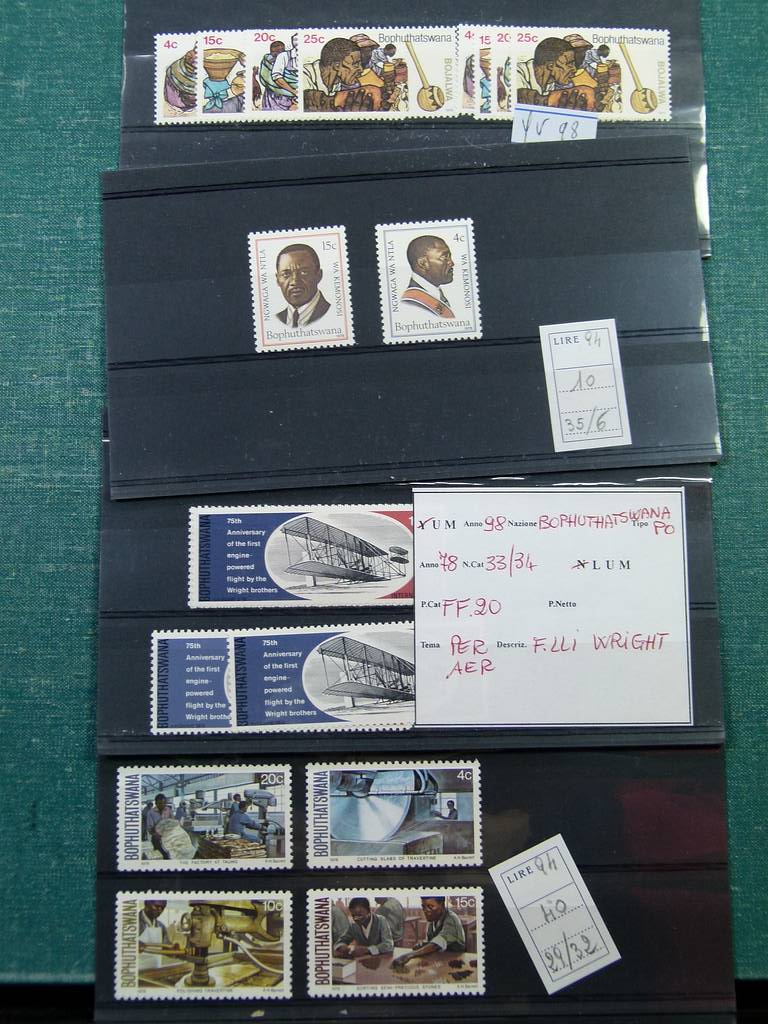 4c 15c 20c 25c Bophuthatswana BOJALWA 4 15 20 25c Bophuthatswana BOJALWA
YV 98
15c NGWAGA WA NTLA WA KEMONOSI Bophuthatswana
4c NGWAGA WA NTLA WA KEMONOSI Bophuthatswana
LIRE 94
10
35/6
BOPHUTHATSWANA
75th
Anniversary
of the first
engine-
powered
flight by the
Wright brothers
YUM Anno 98 Nazione BOPHUTHATSWANA Tipo PO
Anno 78 N.Cat 33/34 NLUM
P.Cat FF.20 P.Netto
Tema PER AER Descriz. F.LLI WRIGHT
75th
Anniversary
of the first
engine-
powered
flight by the
Wright broth
BOPHUTHATSWANA
75th
Anniversary
of the first
engine-
powered
flight by the
Wright brothers
BOPHUTHATSWANA 20c
THE FACTORY AT TAUNG
BOPHUTHATSWANA 4c
CUTTING SLABS OF TRAVERTINE
BOPHUTHATSWANA 10c
POLISHING TRAVERTINE
BOPHUTHATSWANA 15c
SORTING SEMI-PRECIOUS STONES
LIRE 94
29/32